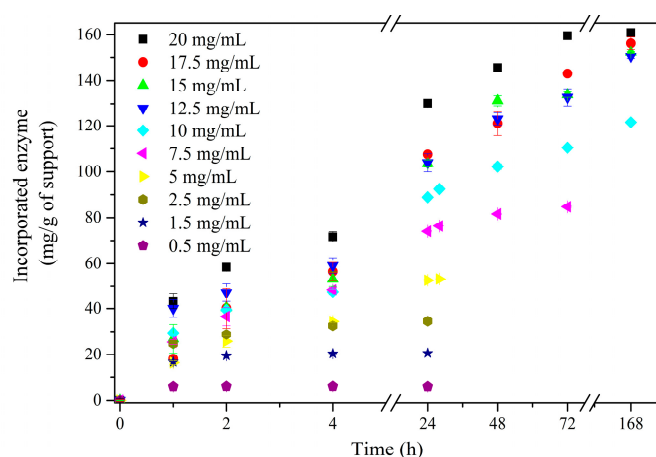 160
140
120
100
80
60
40
20
0
Incorporated enzyme
(mg/g of support)
20 mg/mL
17.5 mg/mL
15 mg/mL
12.5 mg/mL
10 mg/mL
7.5 mg/mL
5 mg/mL
2.5 mg/mL
1.5 mg/mL
0.5 mg/mL
0 2 4 24 48 72 168
Time (h)